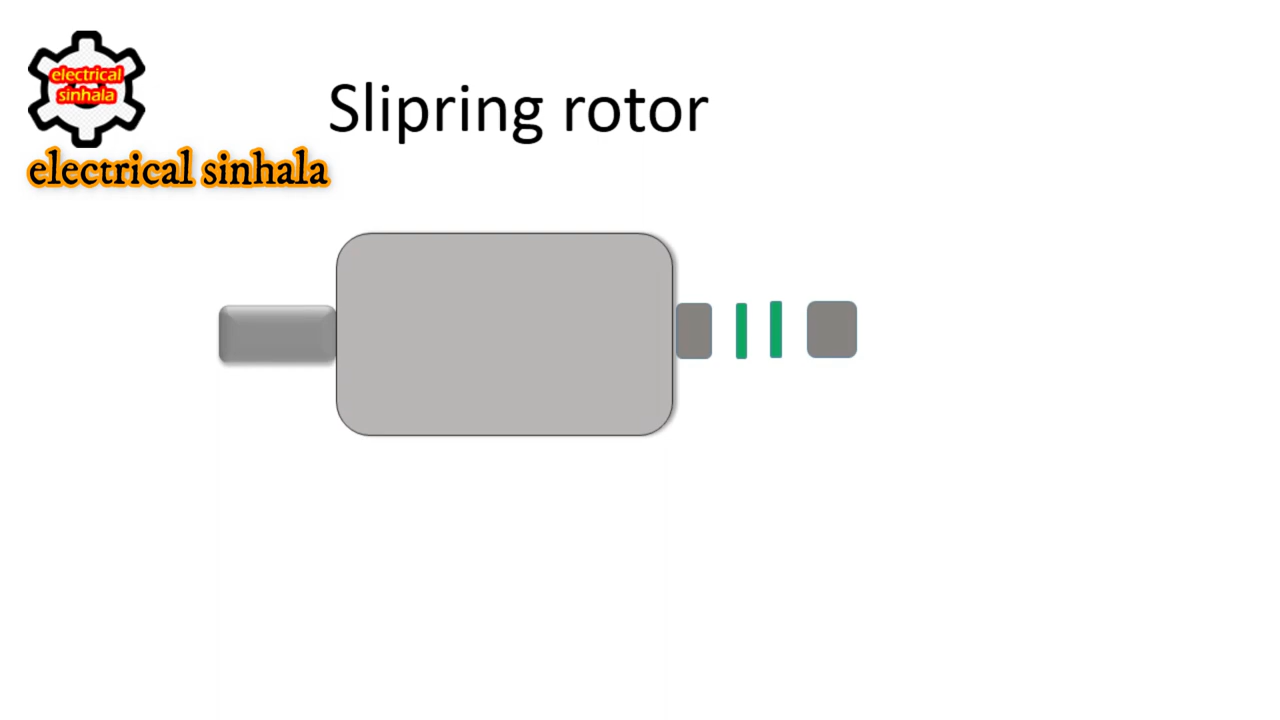 electrical
sinhala
electrical sinhala
Slipring rotor